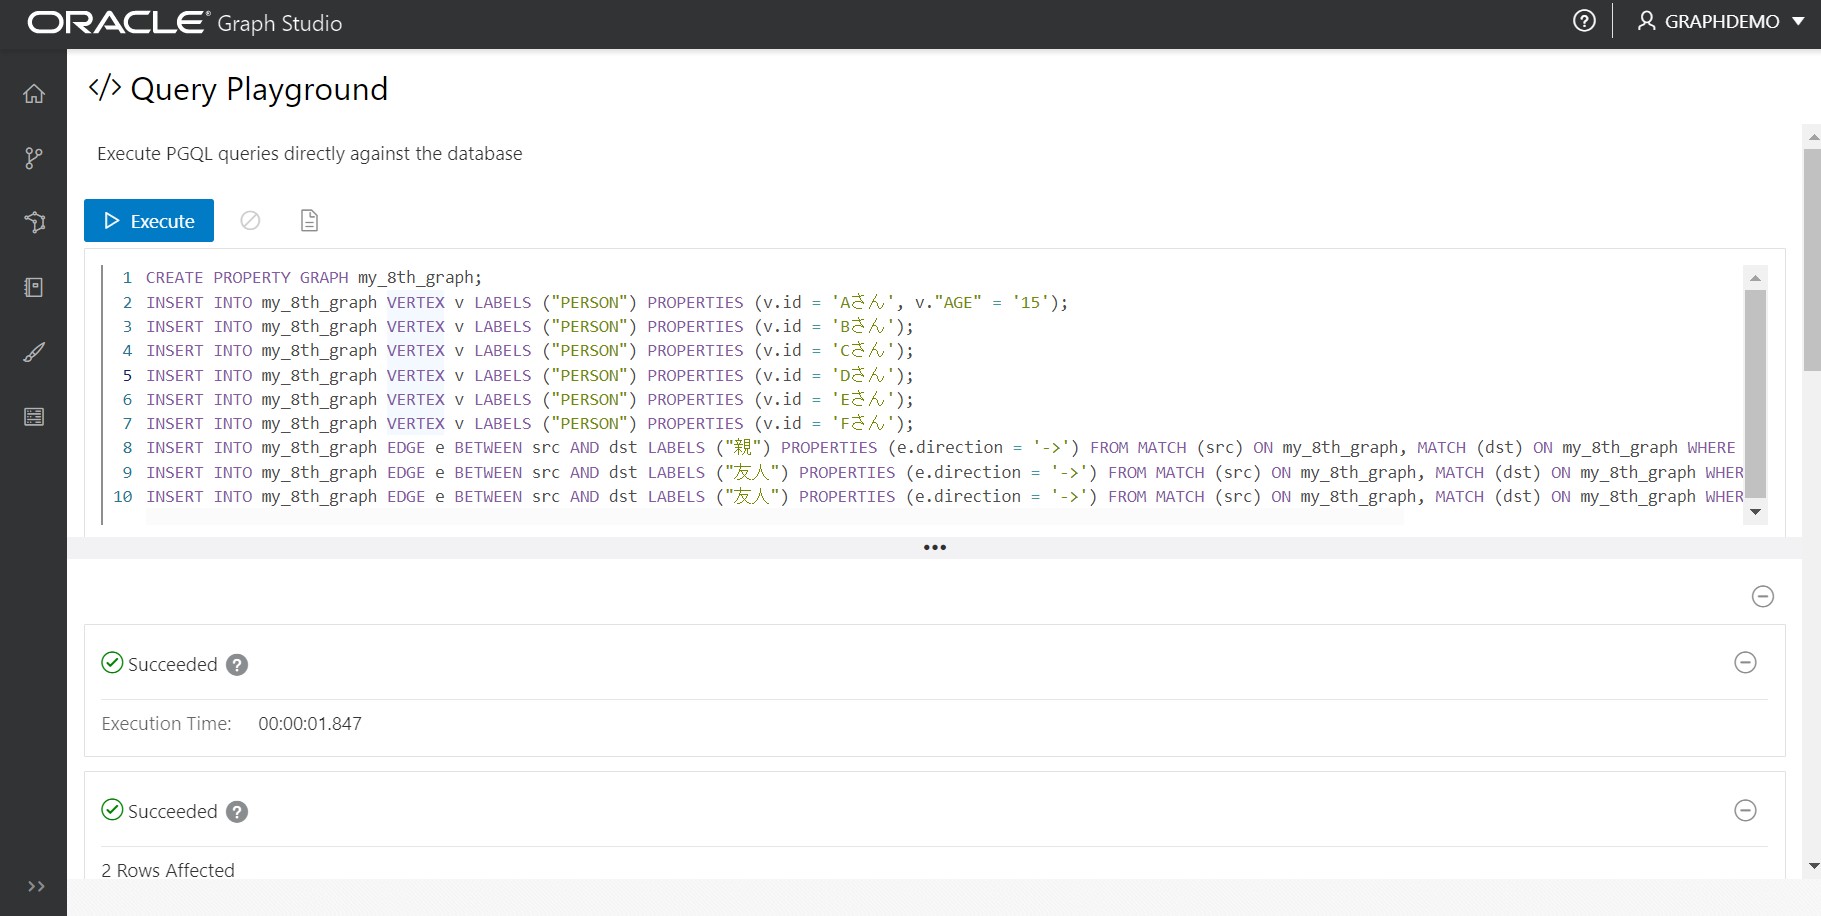 ORACLE® Graph Studio
GRAPHDEMO
</> Query Playground
Execute PGQL queries directly against the database
Execute
1 CREATE PROPERTY GRAPH my_8th_graph;
2 INSERT INTO my_8th_graph VERTEX v LABELS ("PERSON") PROPERTIES (v.id = 'Aさん', v."AGE" = '15');
3 INSERT INTO my_8th_graph VERTEX v LABELS ("PERSON") PROPERTIES (v.id = 'Bさん');
4 INSERT INTO my_8th_graph VERTEX v LABELS ("PERSON") PROPERTIES (v.id = 'Cさん');
5 INSERT INTO my_8th_graph VERTEX v LABELS ("PERSON") PROPERTIES (v.id = 'Dさん');
6 INSERT INTO my_8th_graph VERTEX v LABELS ("PERSON") PROPERTIES (v.id = 'Eさん');
7 INSERT INTO my_8th_graph VERTEX v LABELS ("PERSON") PROPERTIES (v.id = 'Fさん');
8 INSERT INTO my_8th_graph EDGE e BETWEEN src AND dst LABELS ("親") PROPERTIES (e.direction = '->') FROM MATCH (src) ON my_8th_graph, MATCH (dst) ON my_8th_graph WHERE
9 INSERT INTO my_8th_graph EDGE e BETWEEN src AND dst LABELS ("友人") PROPERTIES (e.direction = '->') FROM MATCH (src) ON my_8th_graph, MATCH (dst) ON my_8th_graph WHER
10 INSERT INTO my_8th_graph EDGE e BETWEEN src AND dst LABELS ("友人") PROPERTIES (e.direction = '->') FROM MATCH (src) ON my_8th_graph, MATCH (dst) ON my_8th_graph WHER
Succeeded
Execution Time: 00:00:01.847
Succeeded
2 Rows Affected